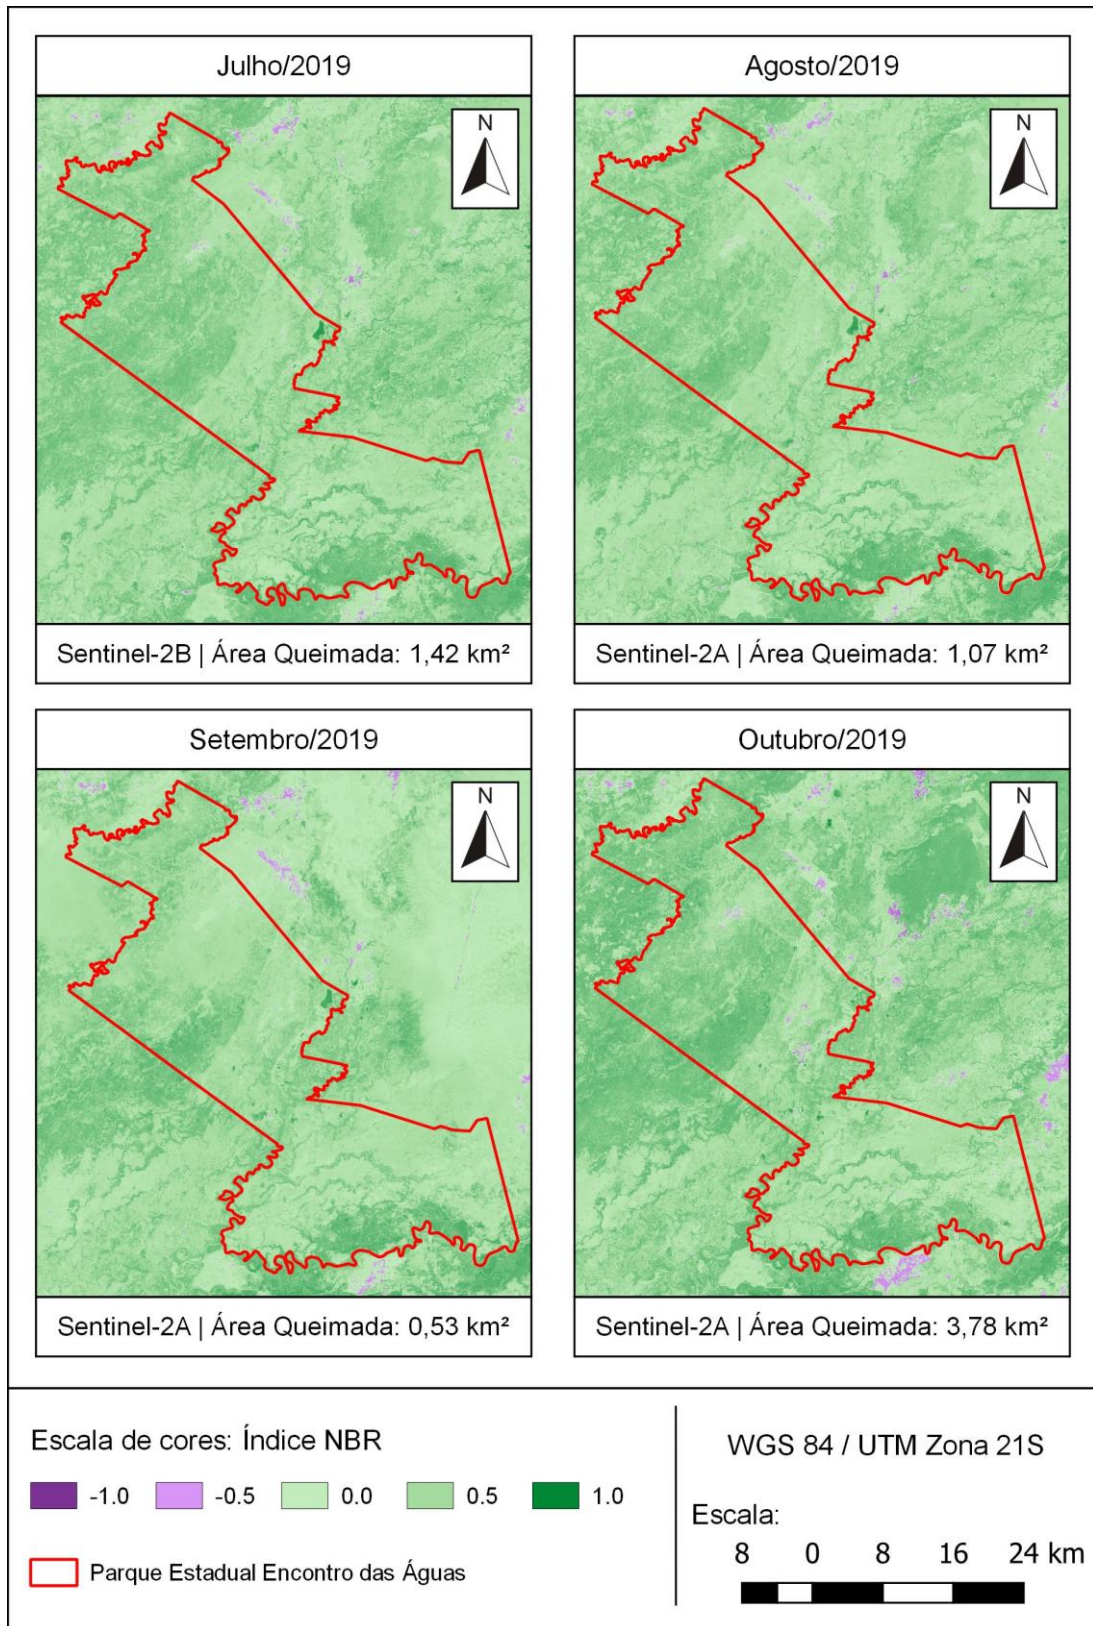 Julho/2019
Agosto/2019
N
N
Sentinel-2B | Área Queimada: 1,42 km²
Sentinel-2A | Área Queimada: 1,07 km²
Setembro/2019
Outubro/2019
N
N
Sentinel-2A | Área Queimada: 0,53 km²
Sentinel-2A | Área Queimada: 3,78 km²
Escala de cores: Índice NBR
-1.0 -0.5 0.0 0.5 1.0
Parque Estadual Encontro das Águas
WGS 84 / UTM Zona 21S
Escala:
8 0 8 16 24 km